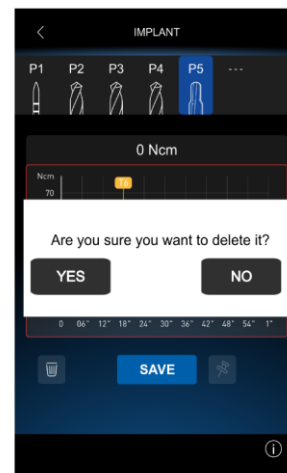 IMPLANT
P1 P2 P3 P4 P5 ---
0 Ncm
Ncm
70
T6
Are you sure you want to delete it?
YES NO
0 06" 12" 18" 24" 30" 36" 42" 48" 54" 1"
SAVE